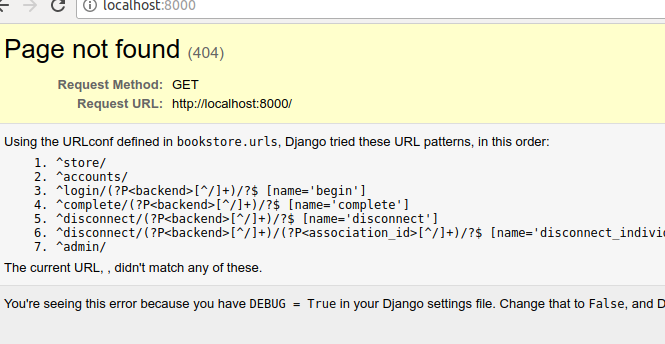 localhost:8000
Page not found (404)
Request Method: GET
Request URL: http://localhost:8000/
Using the URLconf defined in bookstore.urls, Django tried these URL patterns, in this order:
1. ^store/
2. ^accounts/
3. ^login/(?P<backend>[^/]+)/?$ [name='begin']
4. ^complete/(?P<backend>[^/]+)/?$ [name='complete']
5. ^disconnect/(?P<backend>[^/]+)/?$ [name='disconnect']
6. ^disconnect/(?P<backend>[^/]+)/(?P<association_id>[^/]+)/?$ [name='disconnect_individ
7. ^admin/
The current URL, , didn't match any of these.
You're seeing this error because you have DEBUG = True in your Django settings file. Change that to False, and D